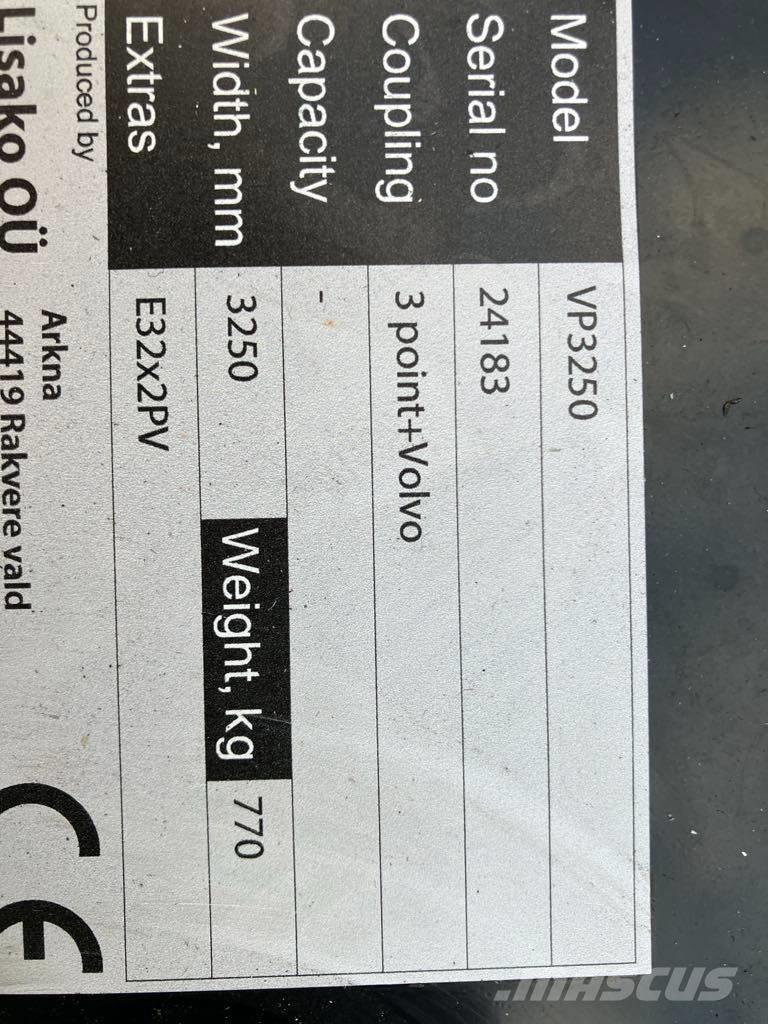 Model VP3250
Serial no 24183
Coupling 3 point+Volvo
Capacity -
Width, mm 3250 Weight, kg 770
Extras E32x2PV
Produced by
Lisako OÜ
Arkna
44419 Rakvere vald
CE
MASCUS